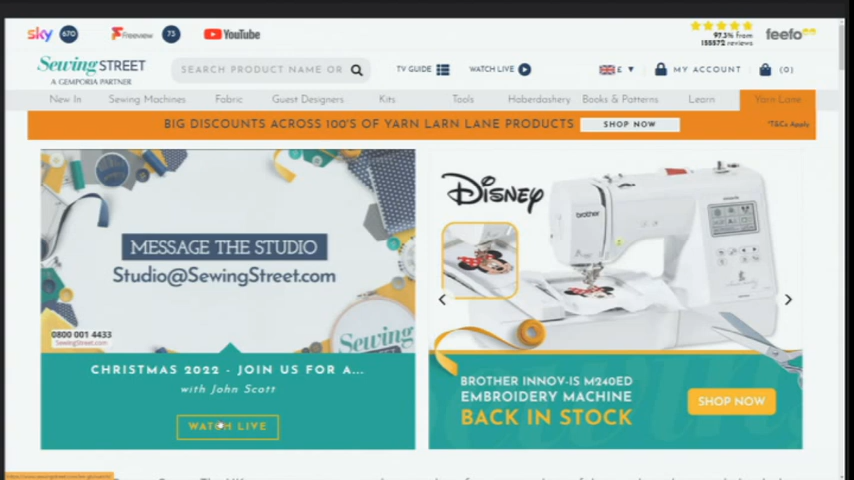 sky 670 Freeview 73 YouTube
97.3% from
155572 reviews
feefo
Sewing STREET
A GEMPORIA PARTNER
SEARCH PRODUCT NAME OR
TV GUIDE
WATCH LIVE
£
MY ACCOUNT
(0)
New In Sewing Machines Fabric Guest Designers Kits Tools Haberdashery Books & Patterns Learn Yarn Lane
BIG DISCOUNTS ACROSS 100'S OF YARN LARN LANE PRODUCTS SHOP NOW *T&Cs Apply
MESSAGE THE STUDIO
Studio@SewingStreet.com
0800 001 4433
SewingStreet.com
Sewing
CHRISTMAS 2022 - JOIN US FOR A...
with John Scott
WATCH LIVE
Disney
brother
BROTHER INNOV-IS M240ED
EMBROIDERY MACHINE
BACK IN STOCK
SHOP NOW